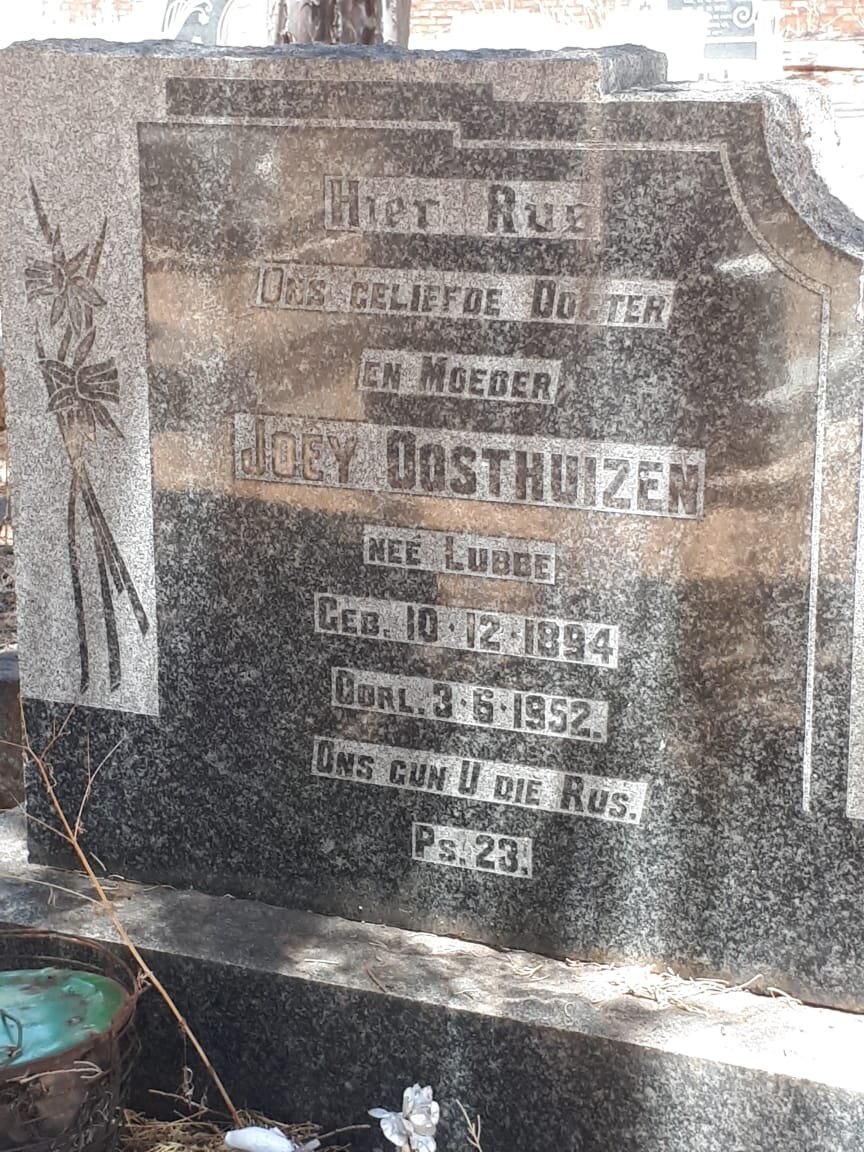 Hier Rus
Ons geliefde Dogter
en Moeder
Joey Oosthuizen
neé Lubbe
Geb. 10·12·1894
Oorl. 3·6·1952.
Ons gun U die Rus.
Ps. 23.